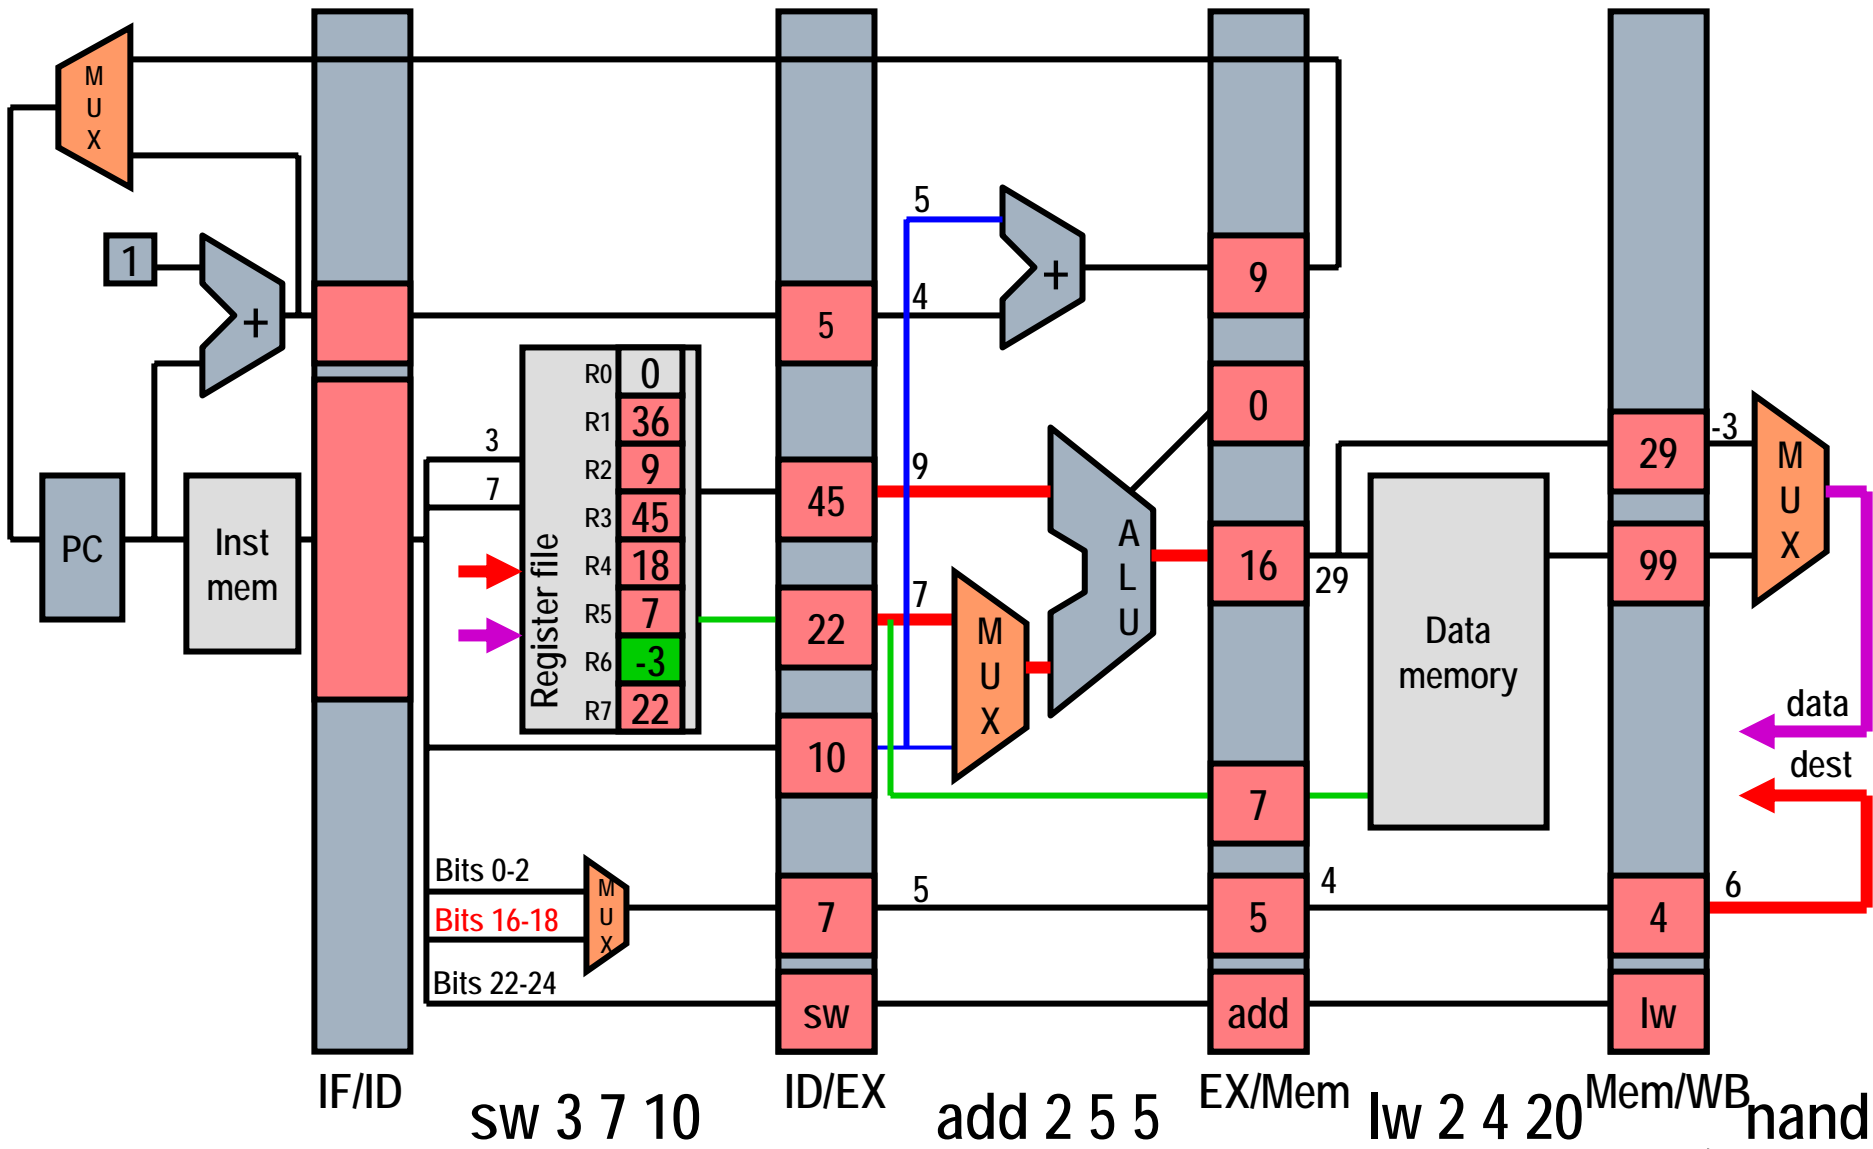 M
U
X
1
+
PC
Inst
mem
IF/ID
3
7
Register file
R0 0
R1 36
R2 9
R3 45
R4 18
R5 7
R6 -3
R7 22
Bits 0-2
Bits 16-18
Bits 22-24
M
U
X
sw 3 7 10
5
45
22
10
7
sw
ID/EX
5
4
+
9
7
M
U
X
A
L
U
5
add 2 5 5
9
0
16
7
5
add
EX/Mem
29
Data
memory
4
lw 2 4 20
29
99
4
lw
Mem/WB
-3
M
U
X
data
dest
6
nand